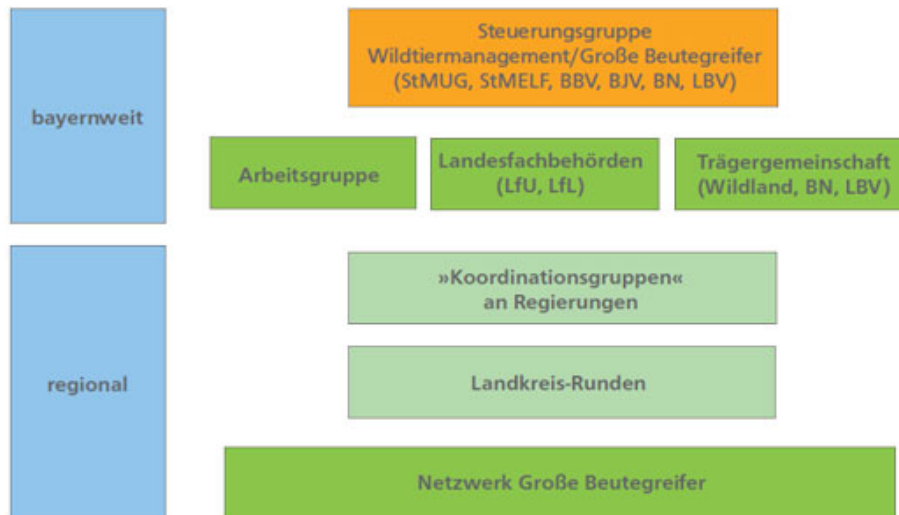 bayernweit
Steuerungsgruppe
Wildtiermanagement/Große Beutegreifer
(StMUG, StMELF, BBV, BJV, BN, LBV)
Arbeitsgruppe
Landesfachbehörden
(LfU, LfL)
Trägergemeinschaft
(Wildland, BN, LBV)
regional
»Koordinationsgruppen«
an Regierungen
Landkreis-Runden
Netzwerk Große Beutegreifer